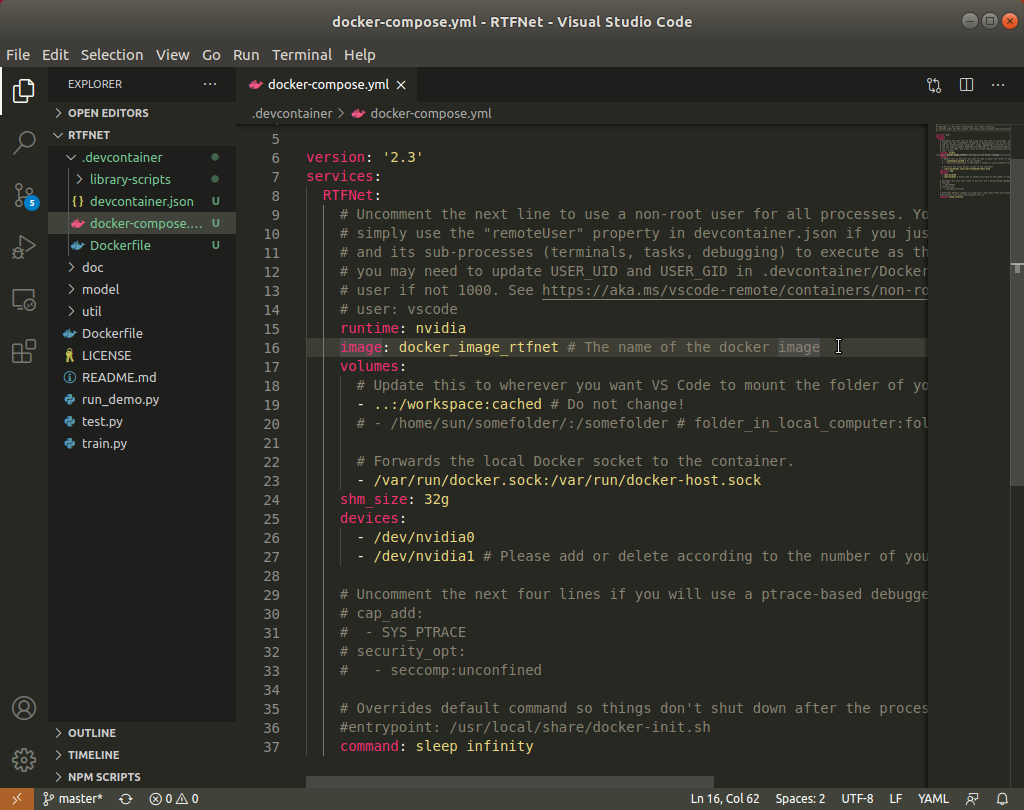 docker-compose.yml - RTFNet - Visual Studio Code
File Edit Selection View Go Run Terminal Help
EXPLORER
OPEN EDITORS
RTFNET
.devcontainer
library-scripts
devcontainer.json U
docker-compose.... U
Dockerfile U
doc
model
util
Dockerfile
LICENSE
README.md
run_demo.py
test.py
train.py
OUTLINE
TIMELINE
NPM SCRIPTS
5
docker-compose.yml
.devcontainer > docker-compose.yml
5
6 version: '2.3'
7 services:
8 RTFNet:
9 # Uncomment the next line to use a non-root user for all processes. Yo
10 # simply use the "remoteUser" property in devcontainer.json if you jus
11 # and its sub-processes (terminals, tasks, debugging) to execute as th
12 # you may need to update USER_UID and USER_GID in .devcontainer/Docker
13 # user if not 1000. See https://aka.ms/vscode-remote/containers/non-ro
14 # user: vscode
15 runtime: nvidia
16 image: docker_image_rtfnet # The name of the docker image
17 volumes:
18 # Update this to wherever you want VS Code to mount the folder of yo
19 - ..:/workspace:cached # Do not change!
20 # - /home/sun/somefolder/:/somefolder # folder_in_local_computer:fol
21
22 # Forwards the local Docker socket to the container.
23 - /var/run/docker.sock:/var/run/docker-host.sock
24 shm_size: 32g
25 devices:
26 - /dev/nvidia0
27 - /dev/nvidia1 # Please add or delete according to the number of you
28
29 # Uncomment the next four lines if you will use a ptrace-based debugge
30 # cap_add:
31 # - SYS_PTRACE
32 # security_opt:
33 # - seccomp:unconfined
34
35 # Overrides default command so things don't shut down after the proces
36 #entrypoint: /usr/local/share/docker-init.sh
37 command: sleep infinity
master* 0 0 Ln 16, Col 62 Spaces: 2 UTF-8 LF YAML